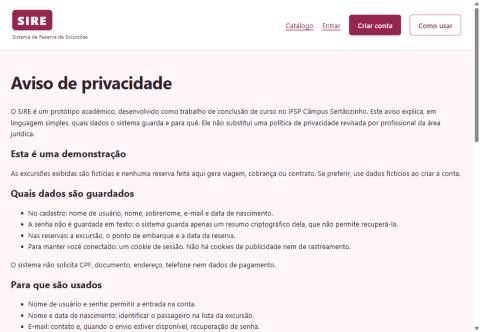 SIRE
Sistema de Reserva de Excursões
Catálogo
Entrar
Criar conta
Como usar
Aviso de privacidade
O SIRE é um protótipo acadêmico, desenvolvido como trabalho de conclusão de curso no IFSP Câmpus Sertãozinho. Este aviso explica, em
linguagem simples, quais dados o sistema guarda e para quê. Ele não substitui uma política de privacidade revisada por profissional da área
jurídica.
Esta é uma demonstração
As excursões exibidas são fictícias e nenhuma reserva feita aqui gera viagem, cobrança ou contrato. Se preferir, use dados fictícios ao criar a conta.
Quais dados são guardados
• No cadastro: nome de usuário, nome, sobrenome, e-mail e data de nascimento.
• A senha não é guardada em texto: o sistema guarda apenas um resumo criptográfico dela, que não permite recuperá-la.
• Nas reservas: a excursão, o ponto de embarque e a data da reserva.
• Para manter você conectado: um cookie de sessão. Não há cookies de publicidade nem de rastreamento.
O sistema não solicita CPF, documento, endereço, telefone nem dados de pagamento.
Para que são usados
• Nome de usuário e senha: permitir a entrada na conta.
• Nome e data de nascimento: identificar o passageiro na lista da excursão.
• E-mail: contato e, quando o envio estiver disponível, recuperação de senha.